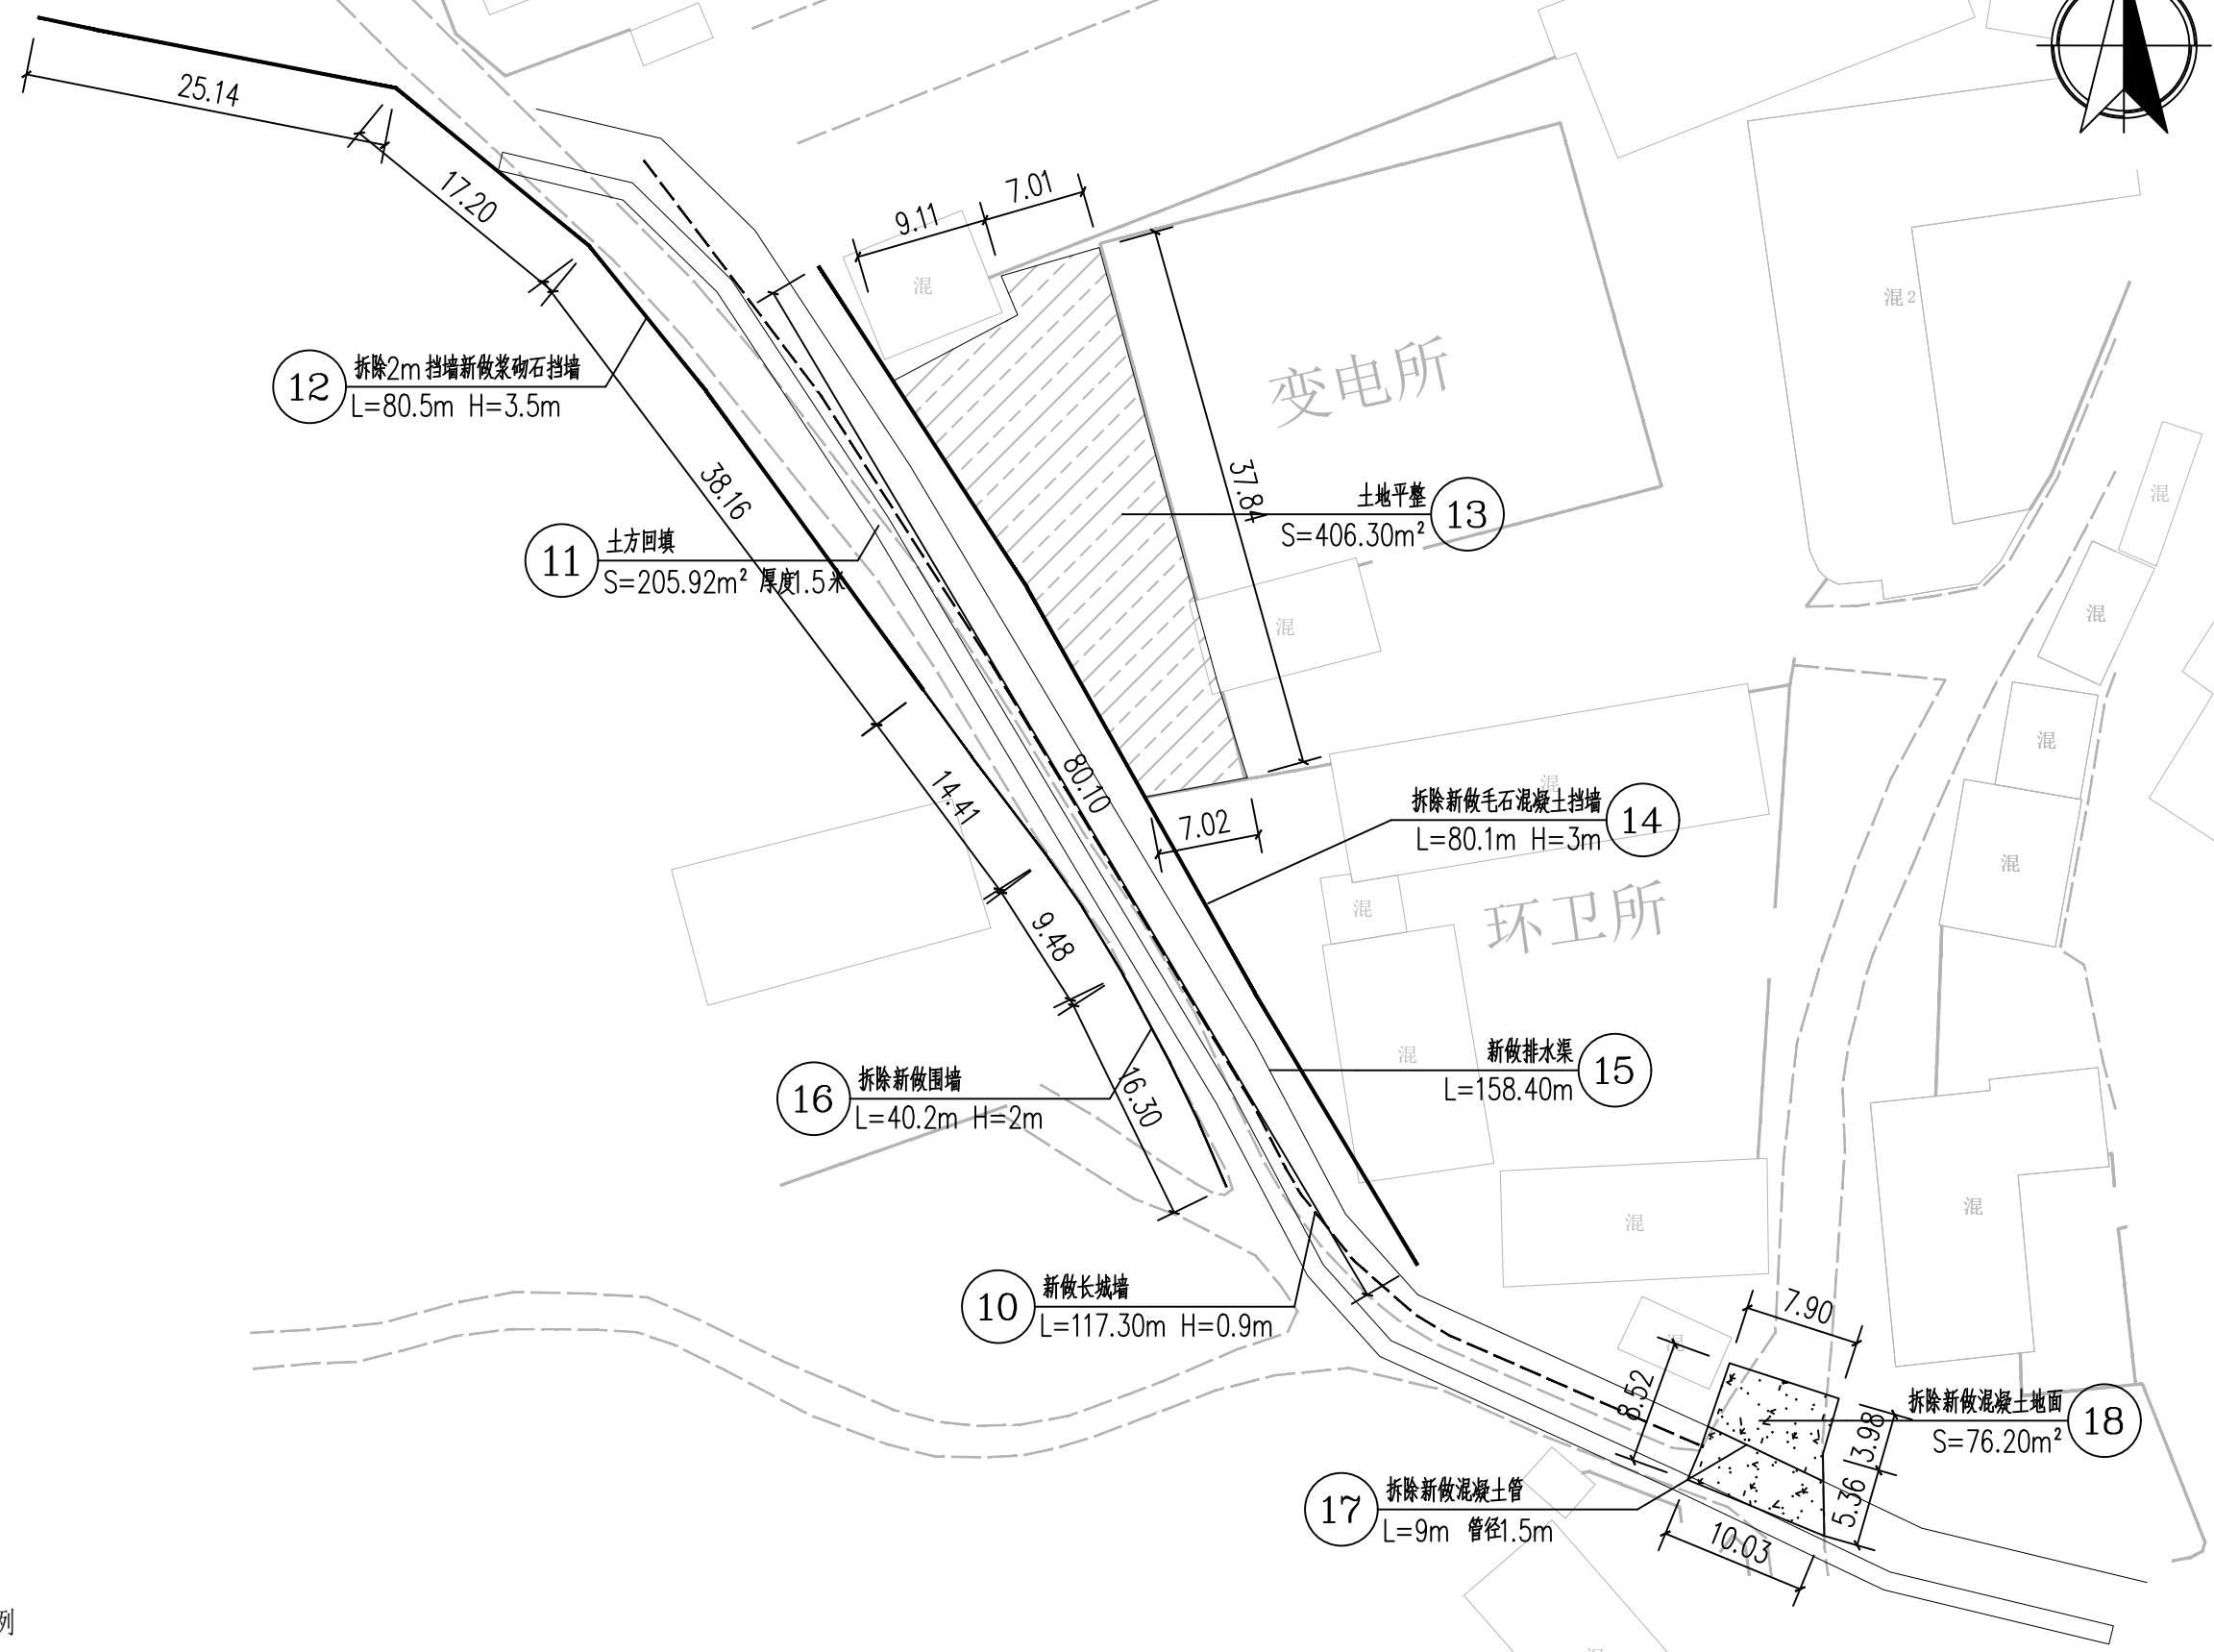 25.14
17.20
9.11
7.01
混
混2
变电所
12
拆除2m挡墙新做浆砌石挡墙
L=80.5m H=3.5m
38.16
37.84
土地平整
13
S=406.30m²
混
11
土方回填
S=205.92m² 厚度1.5米
混
混
混
80.10
14.41
混
拆除新做毛石混凝土挡墙
14
L=80.1m H=3m
7.02
混
混
环卫所
9.48
混
新做排水渠
15
L=158.40m
16
拆除新做围墙
L=40.2m H=2m
16.30
混
混
10
新做长城墙
L=117.30m H=0.9m
7.90
混
8.52
拆除新做混凝土地面
18
S=76.20m²
3.98
5.36
17
拆除新做混凝土管
L=9m 管径1.5m
10.03
例